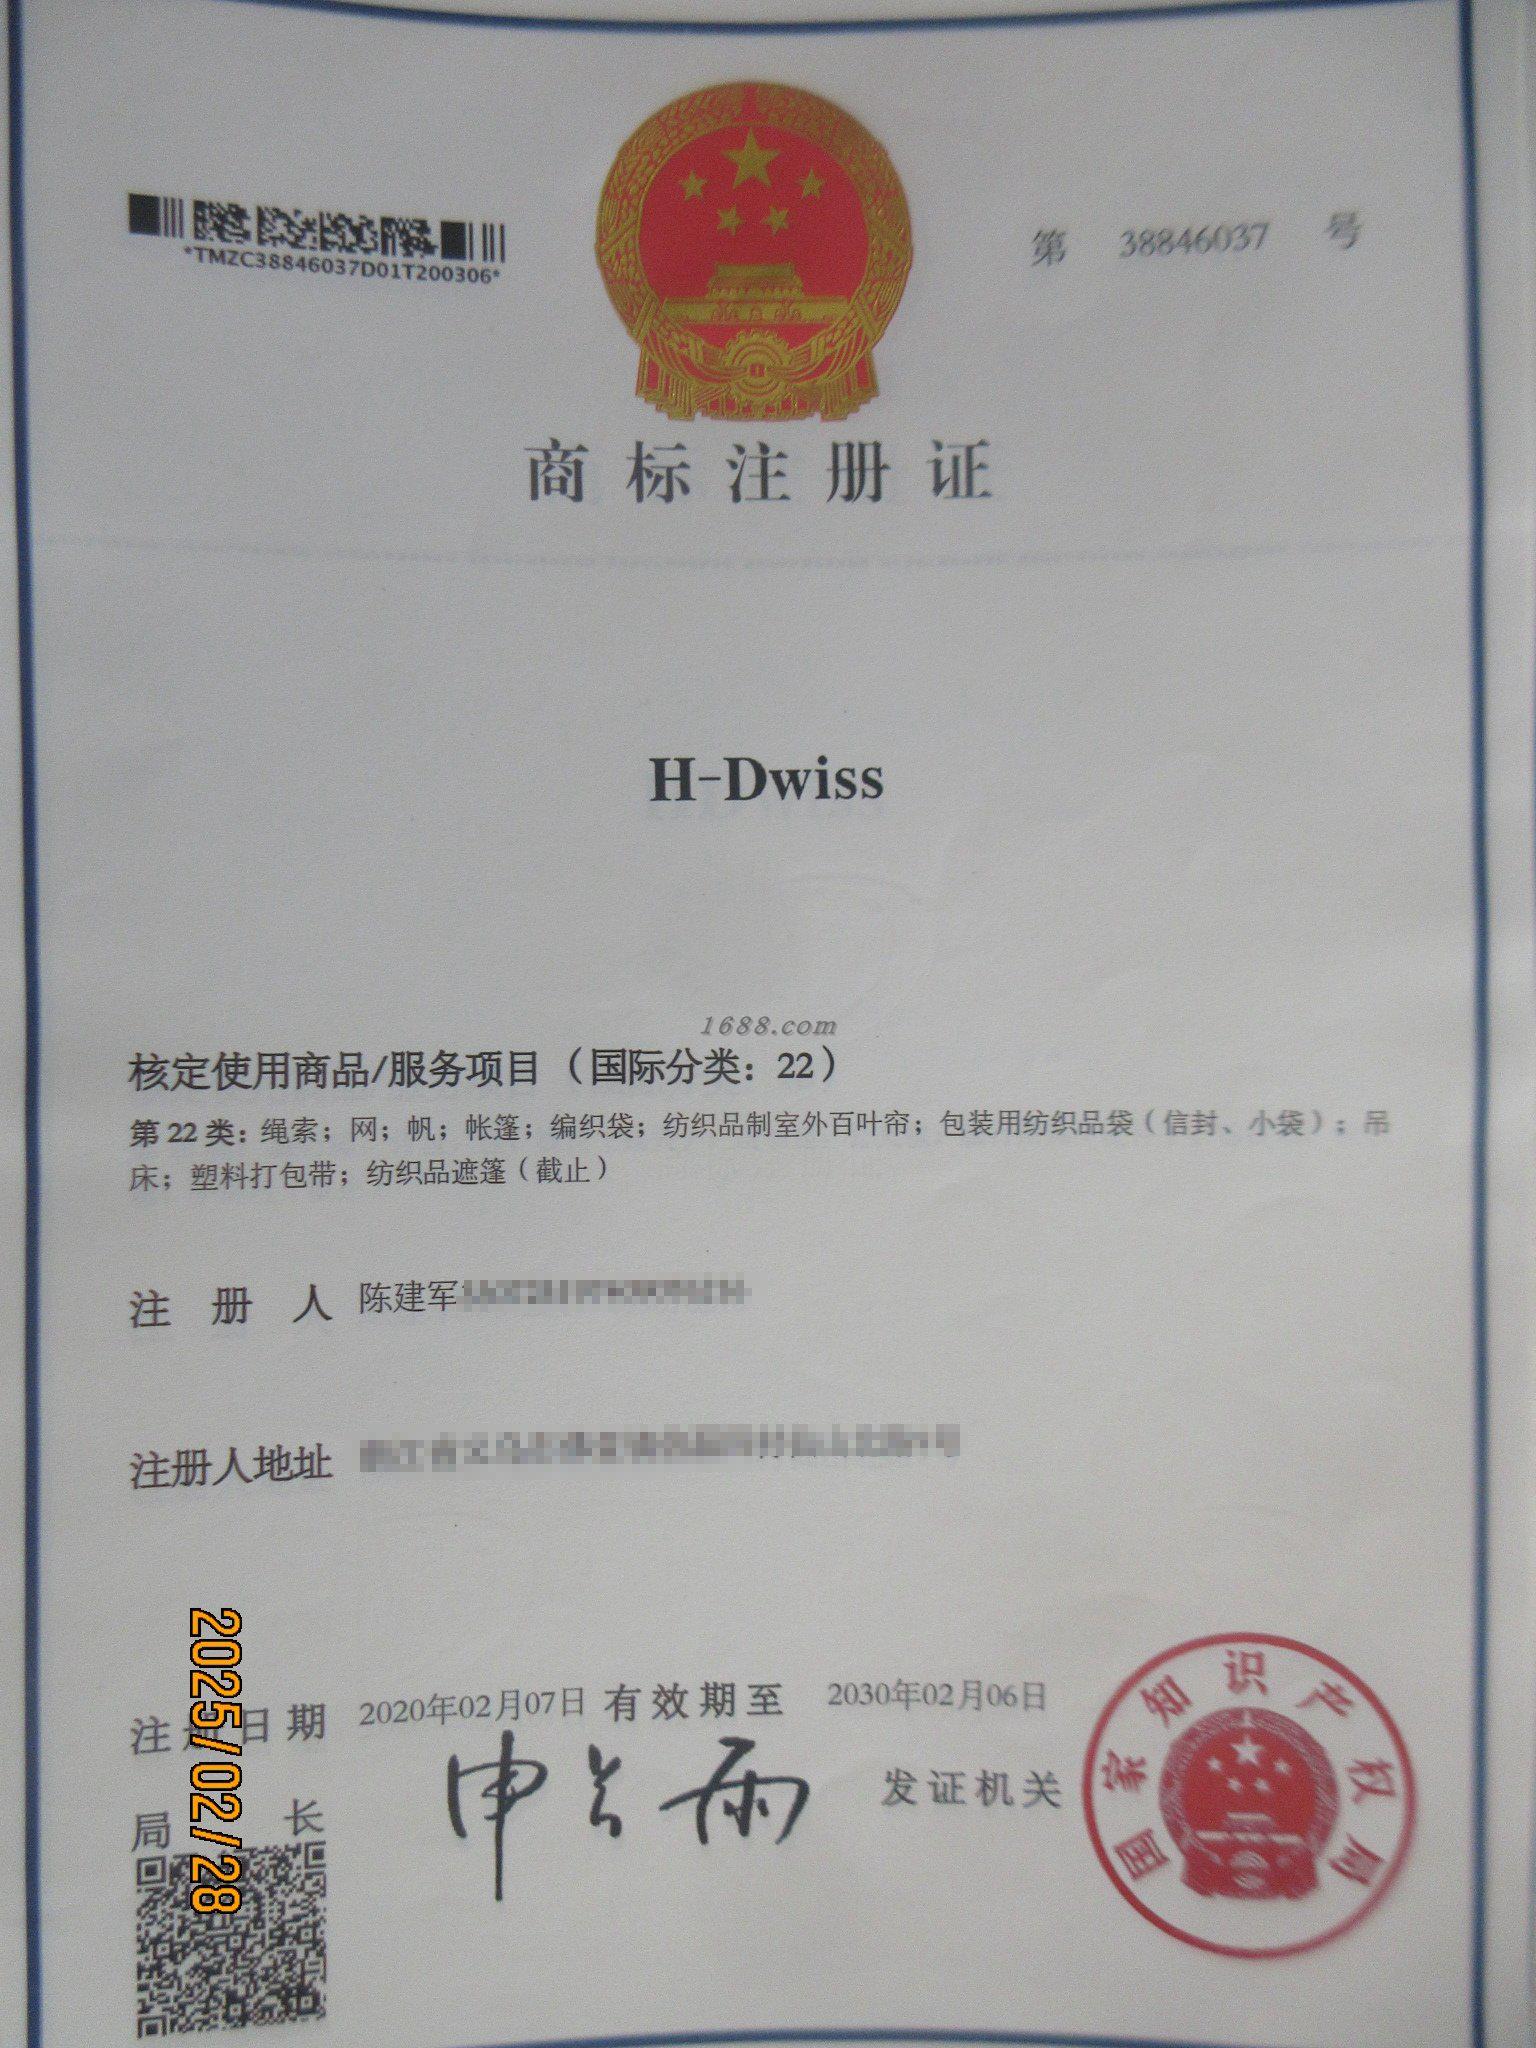 *TMZC38846037D01T200306*
第 38846037 号
商标注册证
H-Dwiss
1688.com
核定使用商品/服务项目（国际分类：22）
第 22 类：绳索；网；帆；帐篷；编织袋；纺织品制室外百叶帘；包装用纺织品袋（信封、小袋）；吊
床；塑料打包带；纺织品遮篷（截止）
注册人 陈建军
注册人地址
注册日期 2020年02月07日 有效期至 2030年02月06日
局长 申长雨 发证机关
国家知识产权局
2025/02/28